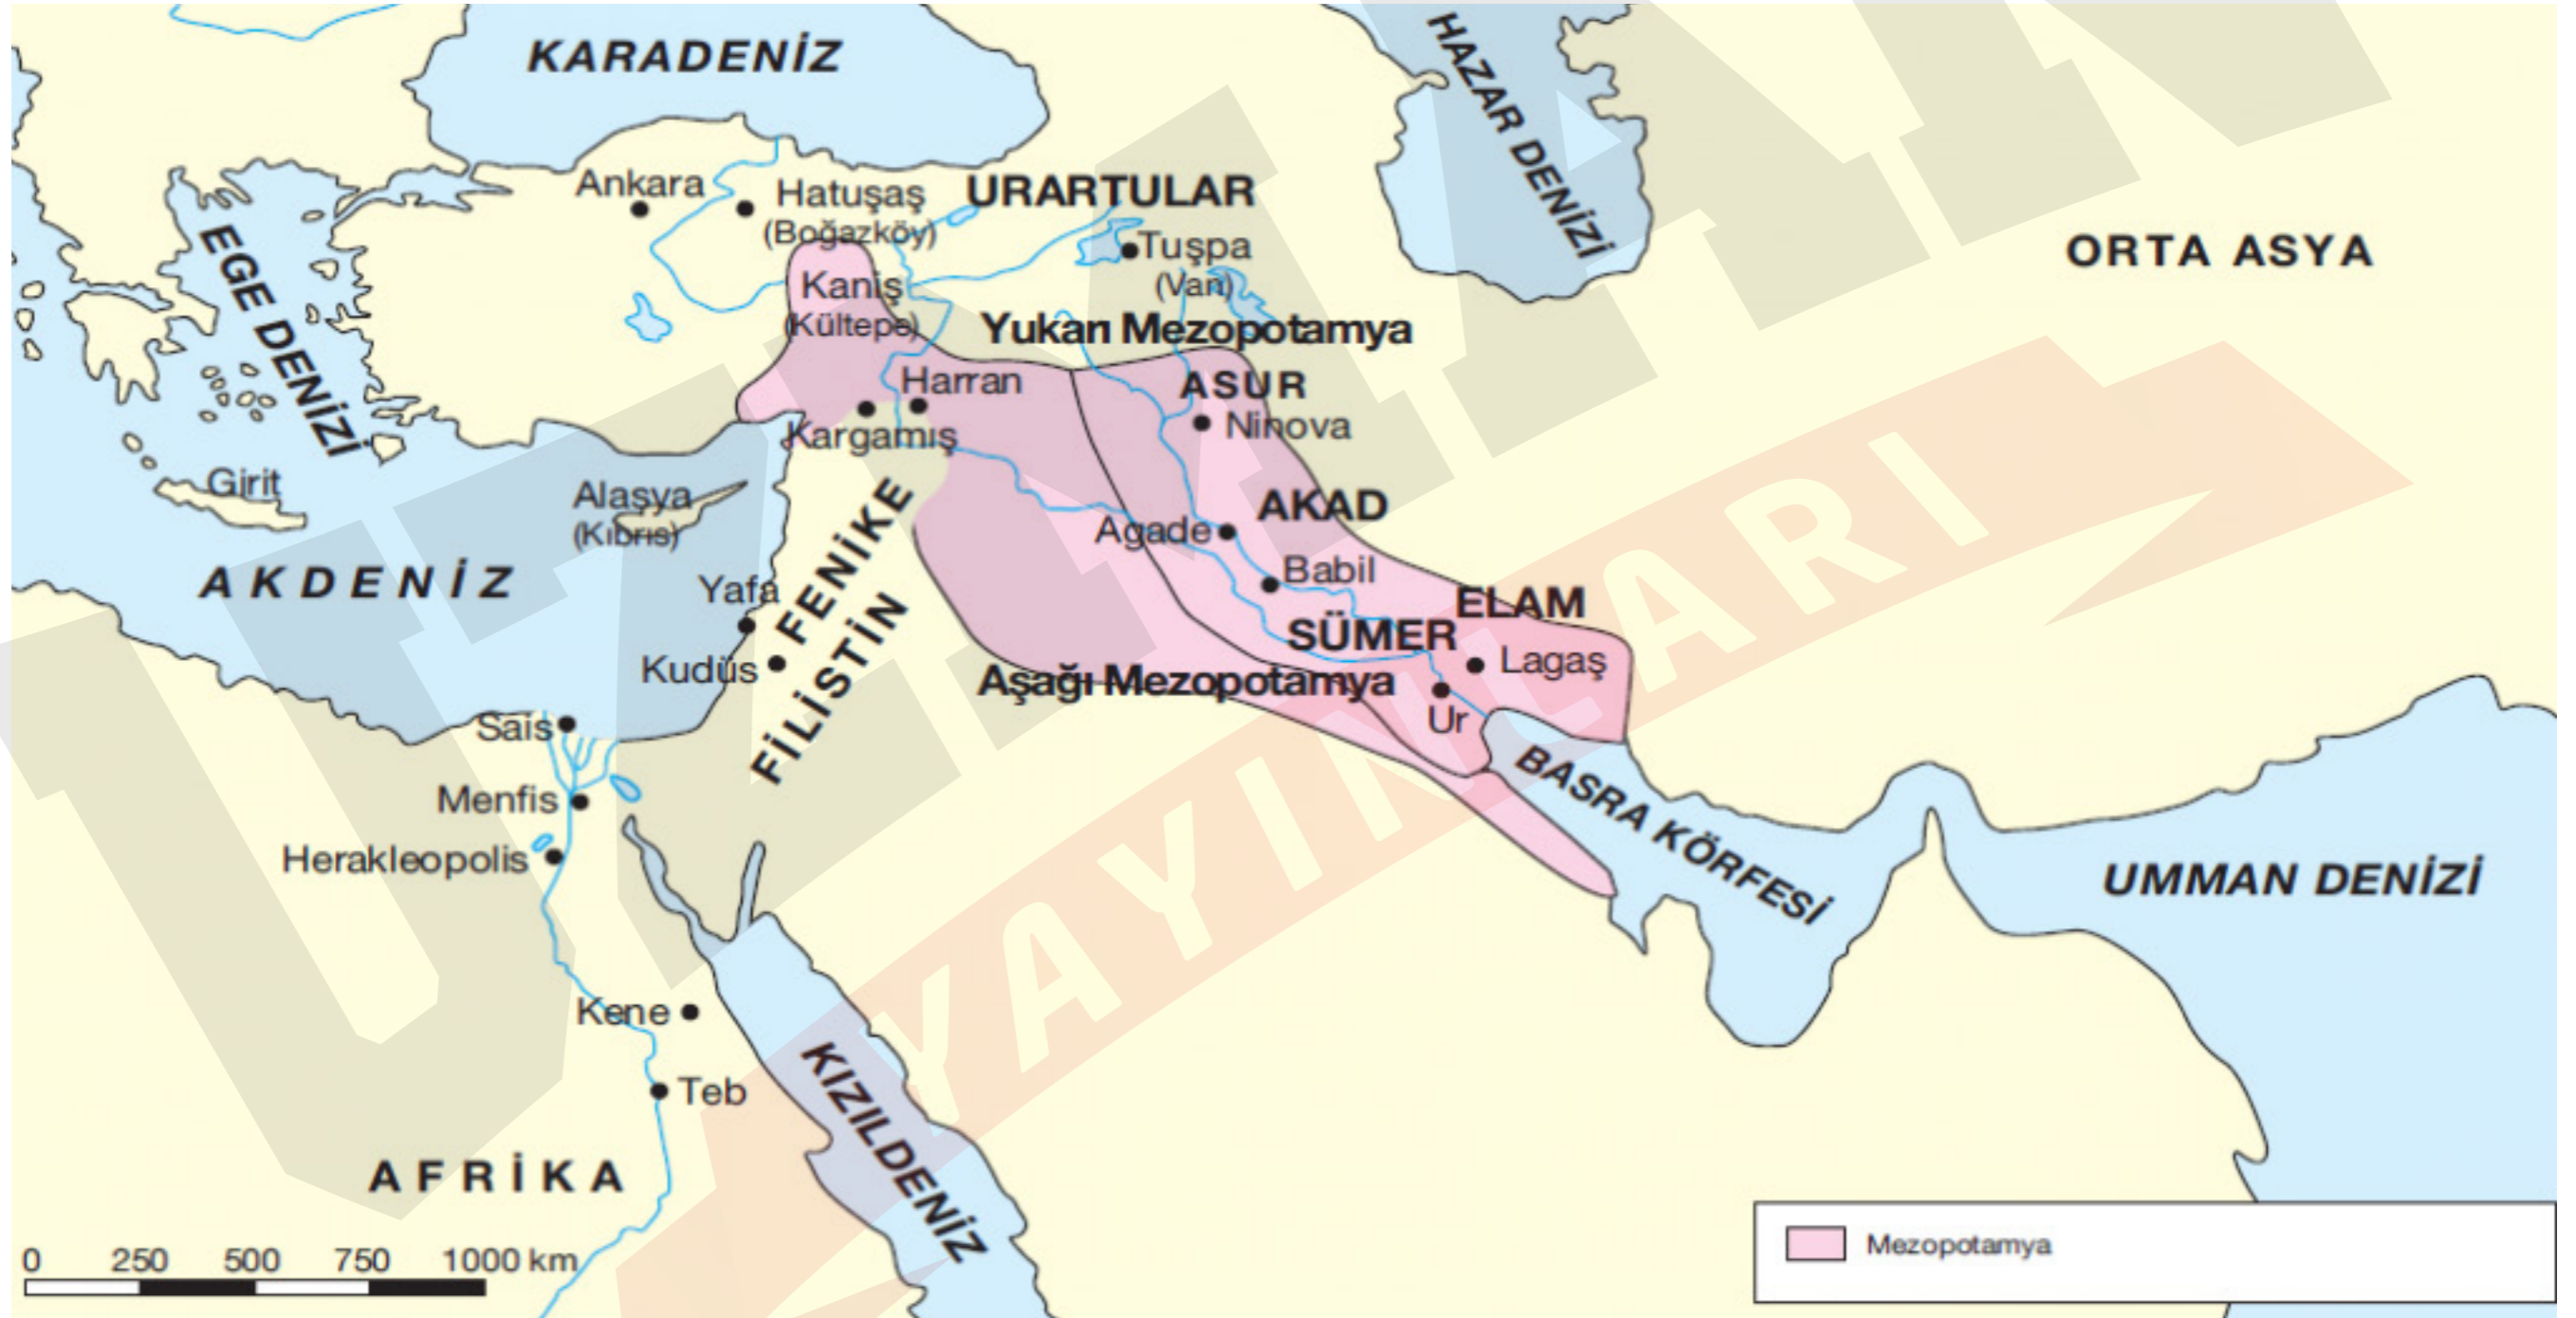 KARADENİZ
HAZAR DENİZİ
Ankara
Hatuşaş
(Boğazköy)
URARTULAR
Tuşpa
(Van)
ORTA ASYA
EGE DENİZİ
Kaniş
(Kültepe)
Yukarı Mezopotamya
Harran
ASUR
Ninova
Kargamış
Girit
Alaşya
(Kıbrıs)
AKAD
Agade
Babil
AKDENİZ
Yafa
FENİKE
FİLİSTİN
ELAM
SÜMER
Kudüs
Lagaş
Aşağı Mezopotamya
Ur
Sais
Menfis
BASRA KÖRFESİ
Herakleopolis
UMMAN DENİZİ
Kene
KIZILDENİZ
Teb
AFRİKA
0 250 500 750 1000 km
Mezopotamya
UZMAN
YAYINLARI